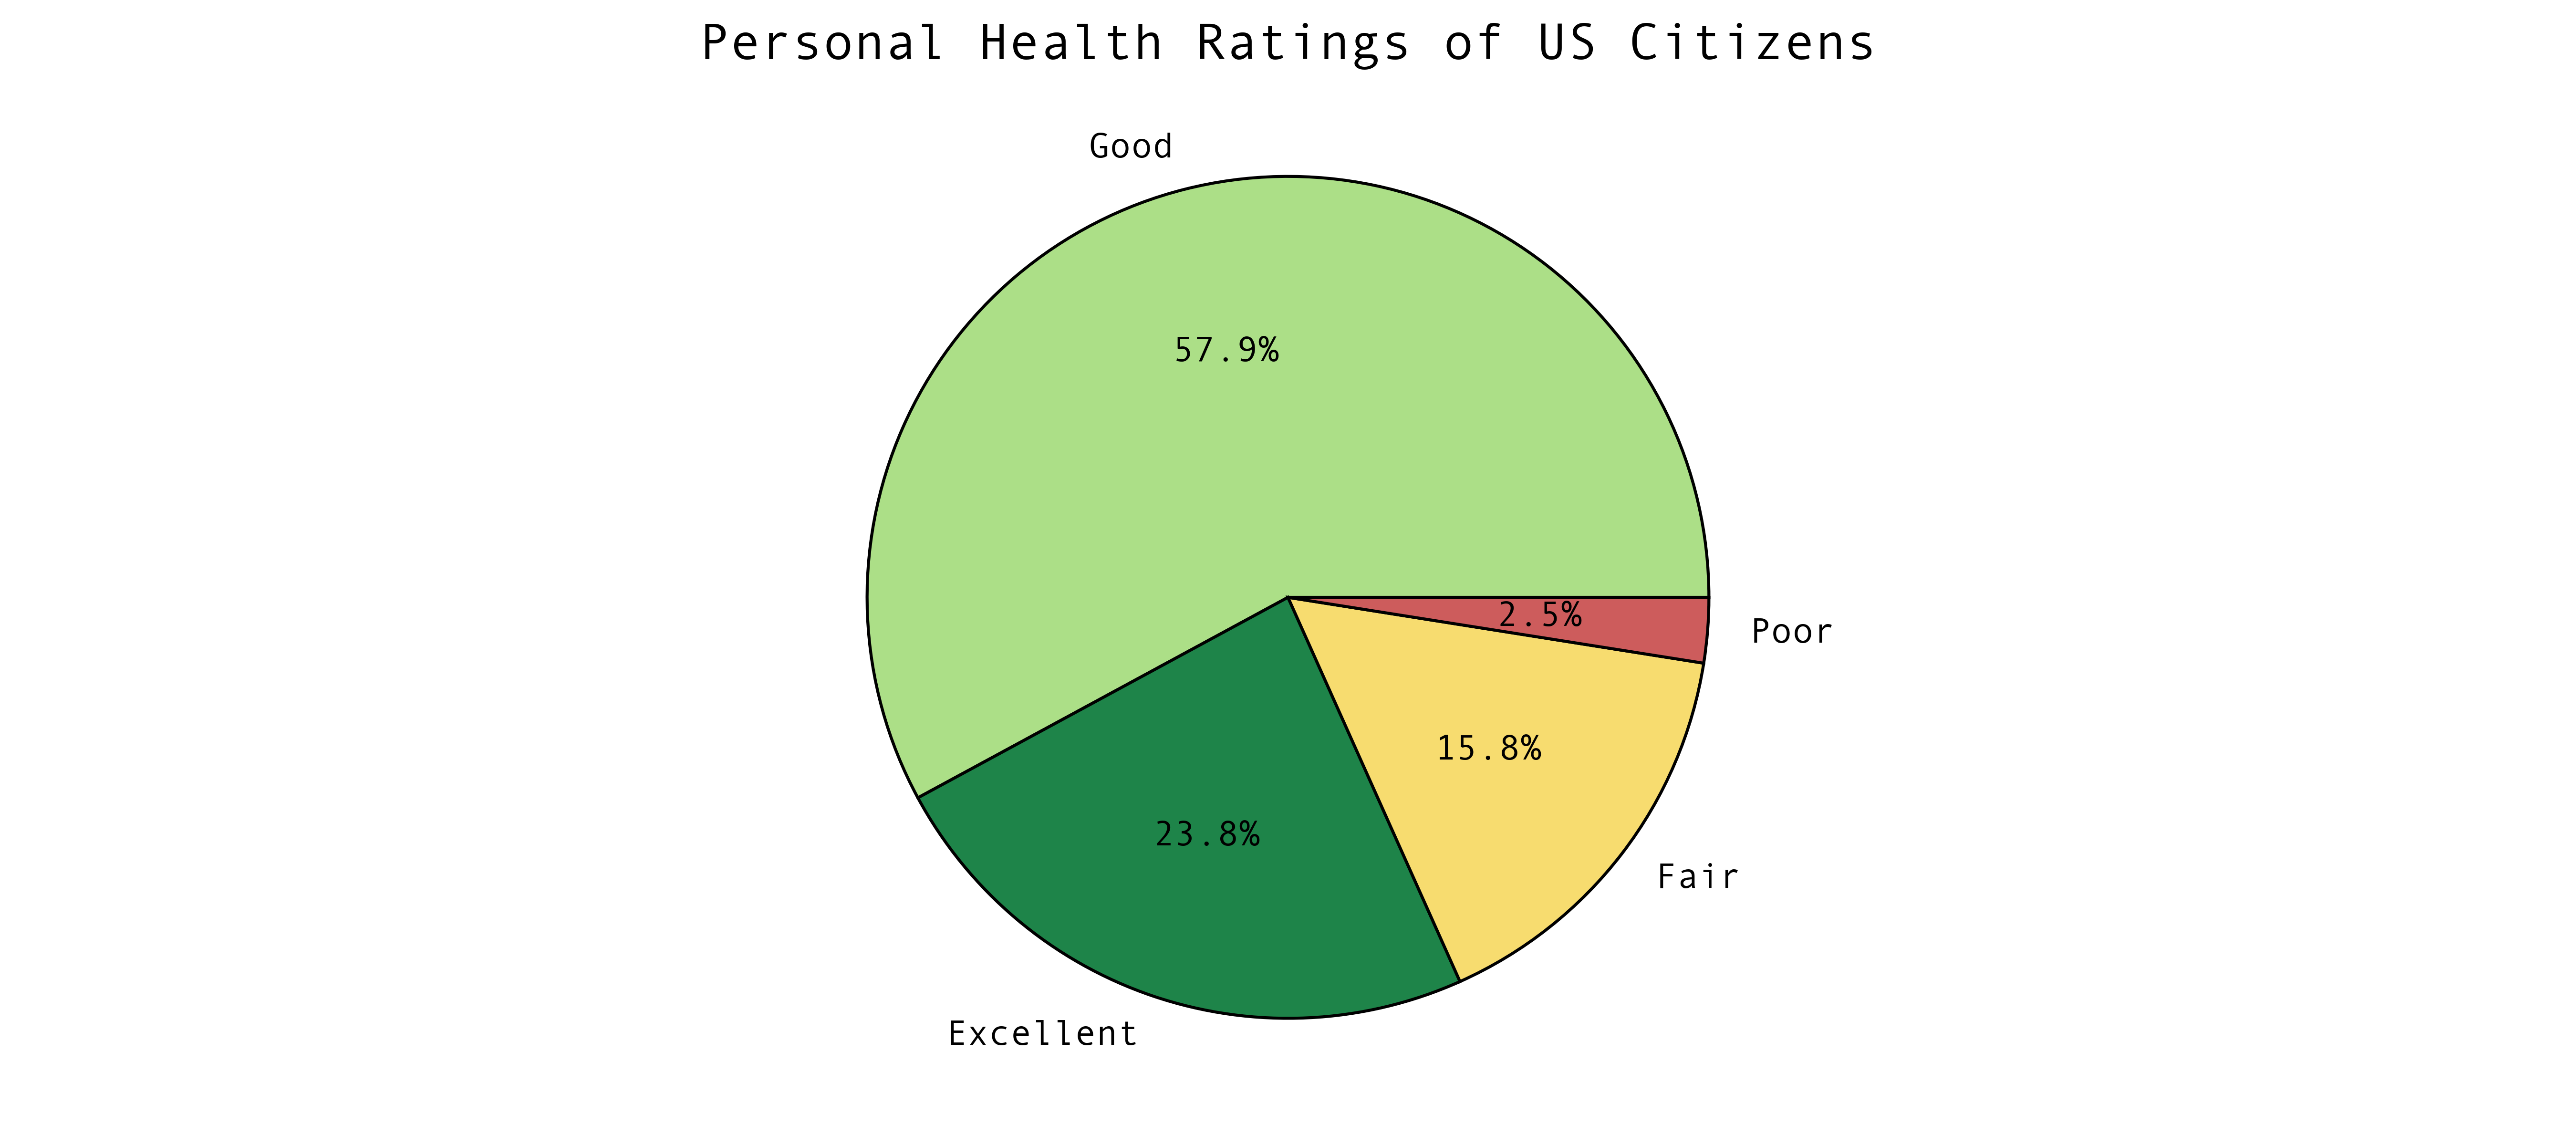 Personal Health Ratings of US Citizens
Good
57.9%
2.5%
Poor
15.8%
23.8%
Fair
Excellent